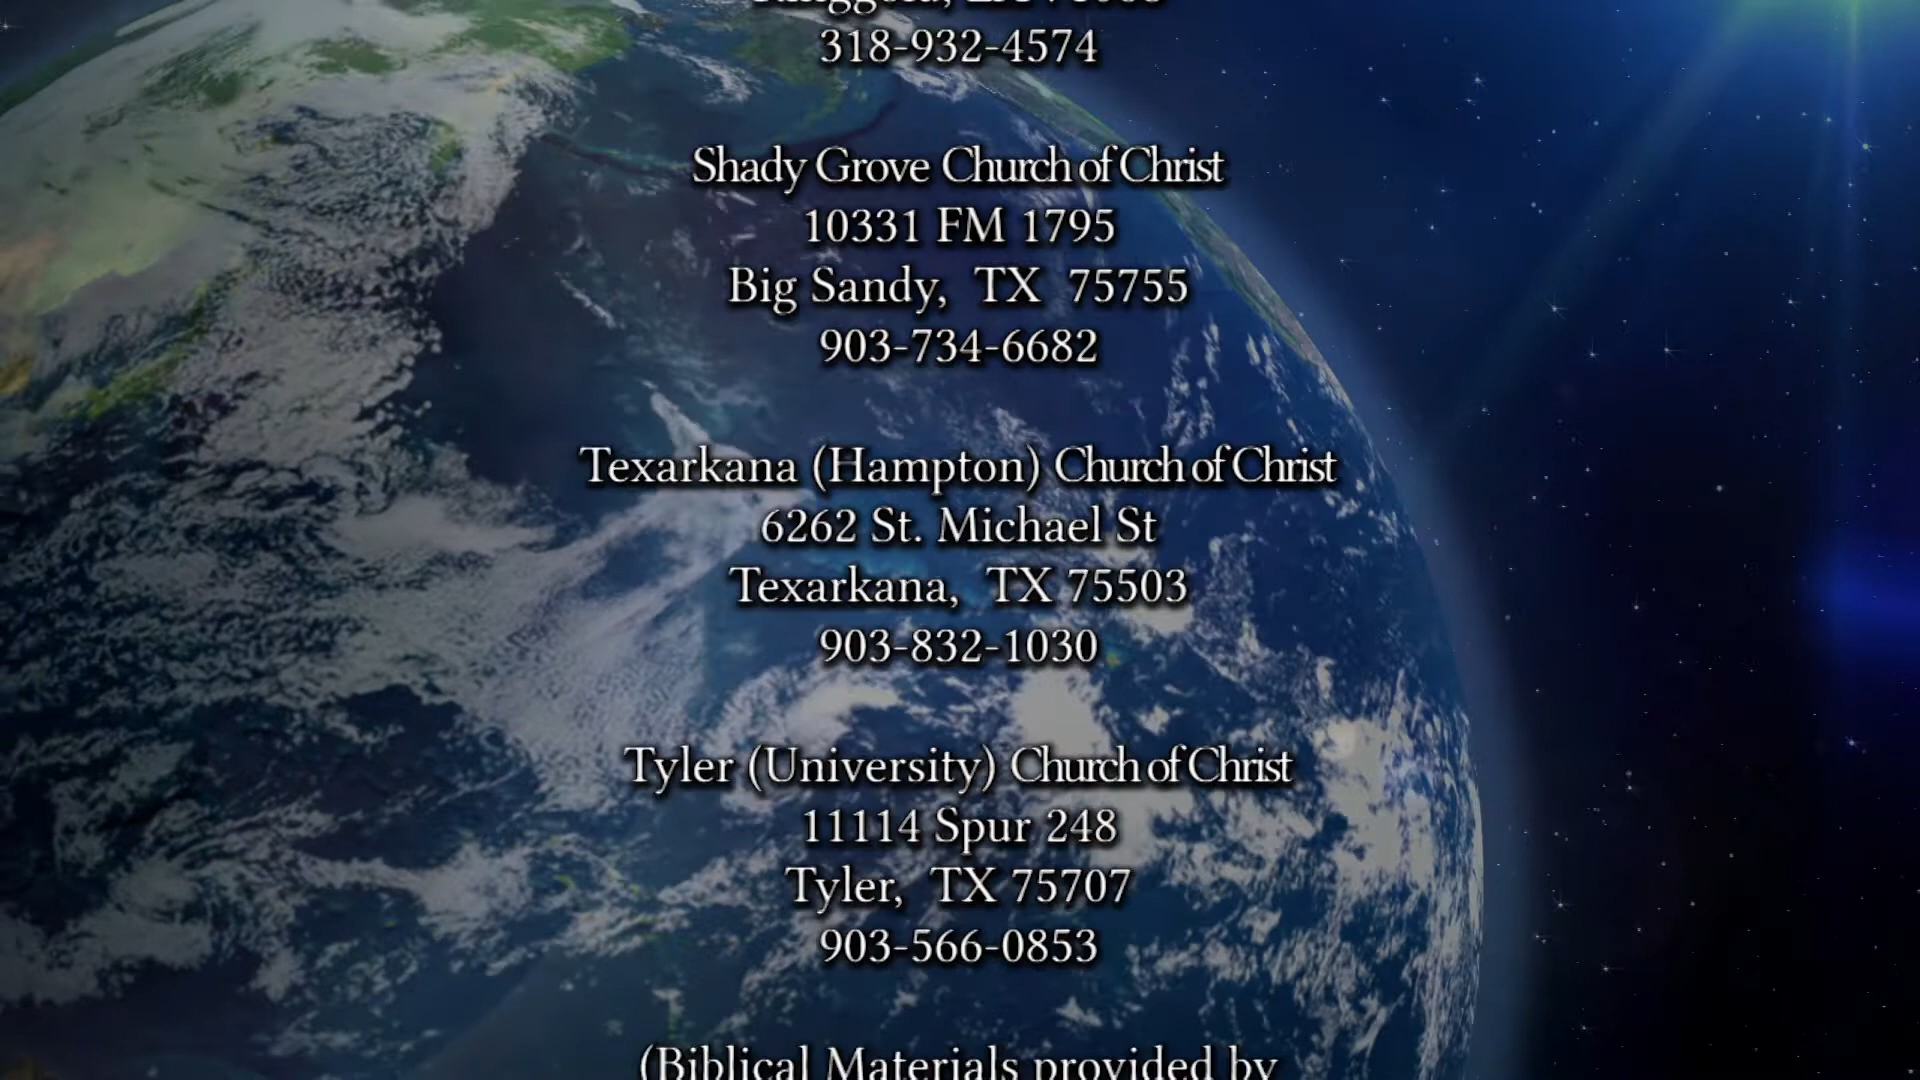 318-932-4574
Shady Grove Church of Christ
10331 FM 1795
Big Sandy, TX 75755
903-734-6682
Texarkana (Hampton) Church of Christ
6262 St. Michael St
Texarkana, TX 75503
903-832-1030
Tyler (University) Church of Christ
11114 Spur 248
Tyler, TX 75707
903-566-0853
(Biblical Materials provided by